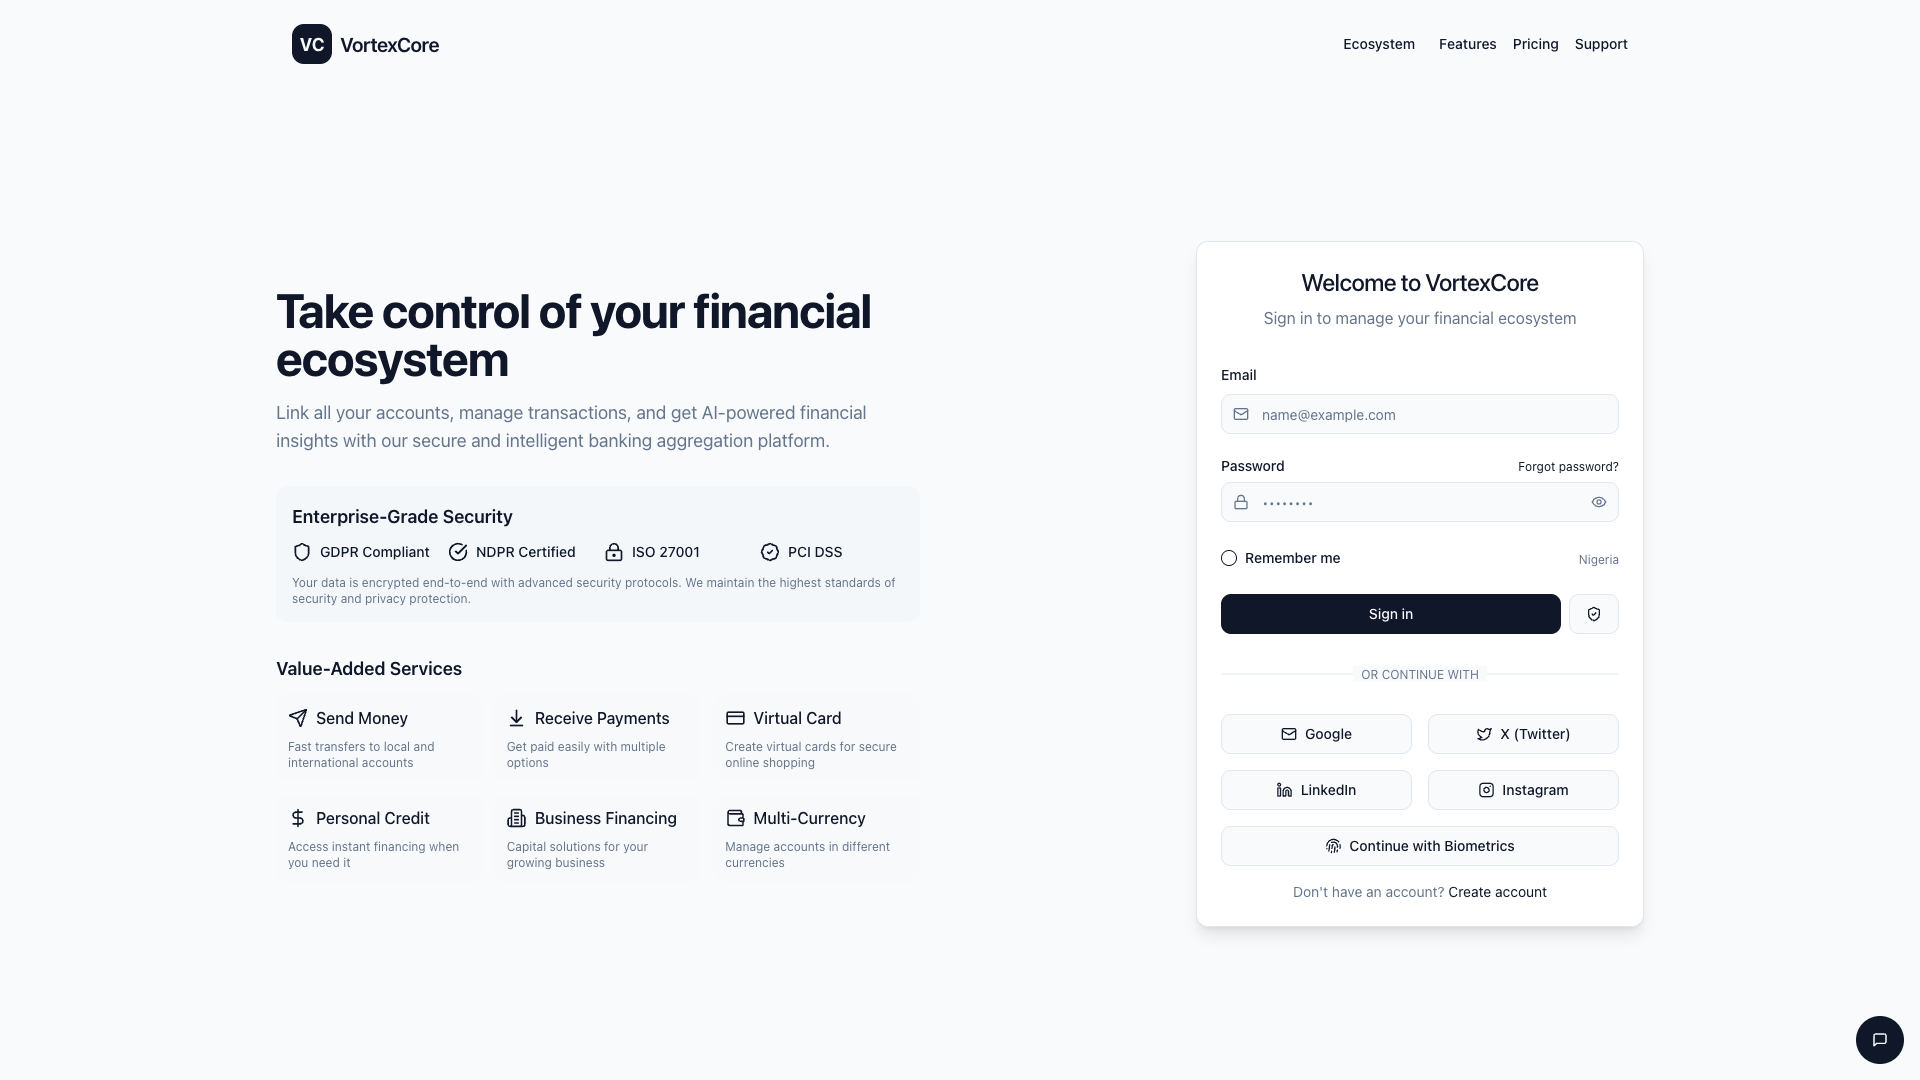 VC VortexCore
Ecosystem Features Pricing Support
Take control of your financial
ecosystem
Link all your accounts, manage transactions, and get AI-powered financial
insights with our secure and intelligent banking aggregation platform.
Enterprise-Grade Security
GDPR Compliant NDPR Certified ISO 27001 PCI DSS
Your data is encrypted end-to-end with advanced security protocols. We maintain the highest standards of
security and privacy protection.
Value-Added Services
Send Money
Fast transfers to local and
international accounts
Receive Payments
Get paid easily with multiple
options
Virtual Card
Create virtual cards for secure
online shopping
Personal Credit
Access instant financing when
you need it
Business Financing
Capital solutions for your
growing business
Multi-Currency
Manage accounts in different
currencies
Welcome to VortexCore
Sign in to manage your financial ecosystem
Email
name@example.com
Password Forgot password?
••••••••
Remember me Nigeria
Sign in
OR CONTINUE WITH
Google X (Twitter)
LinkedIn Instagram
Continue with Biometrics
Don't have an account? Create account